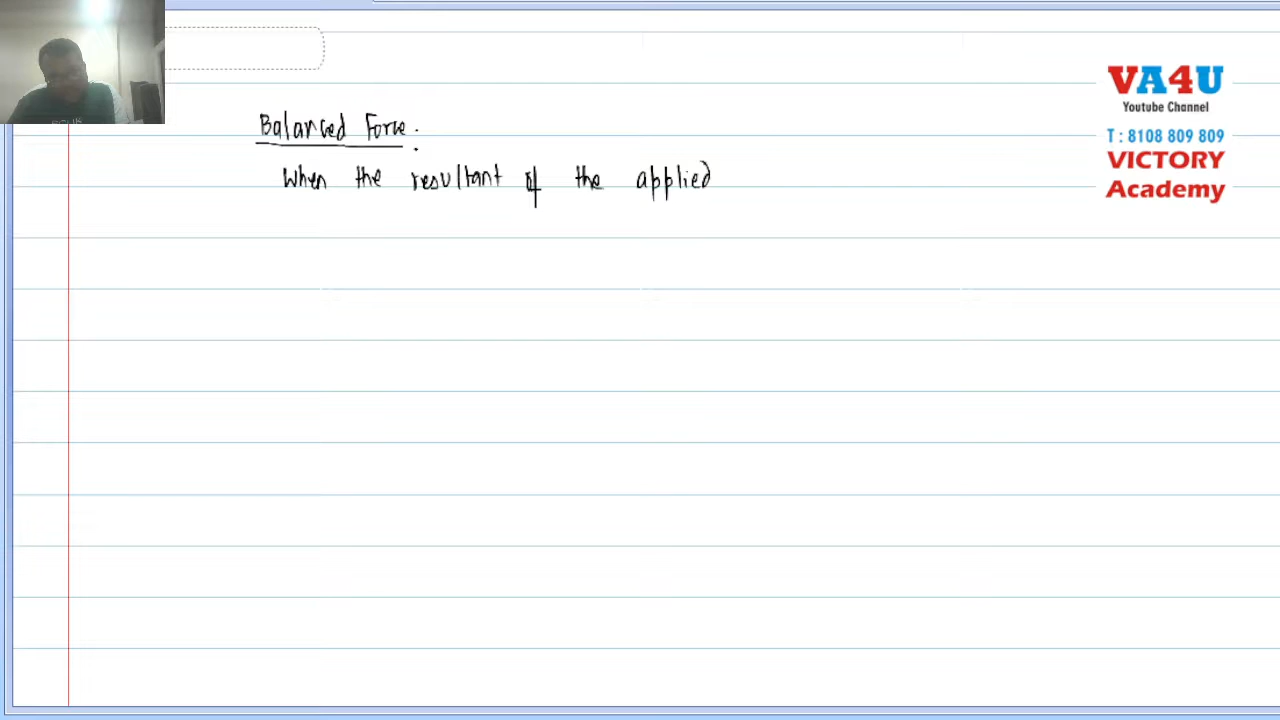 Balanced Force:
When the resultant of the applied
VA4U
Youtube Channel
T : 8108 809 809
VICTORY
Academy